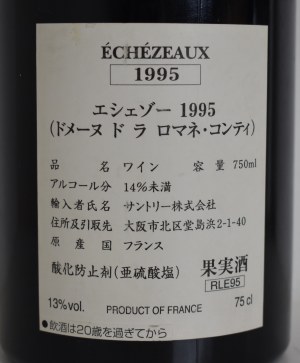 ÉCHÉZEAUX
1995
エシェゾー 1995
(ドメーヌ ド ラ ロマネ・コンティ)
品 名 ワイン 容量 750ml
アルコール分 14%未満
輸入者氏名 サントリー株式会社
住所及引取先 大阪市北区堂島浜2-1-40
原産国 フランス
酸化防止剤(亜硫酸塩) 果実酒
RLE95
13%vol. PRODUCT OF FRANCE 75 cl
●飲酒は20歳を過ぎてから